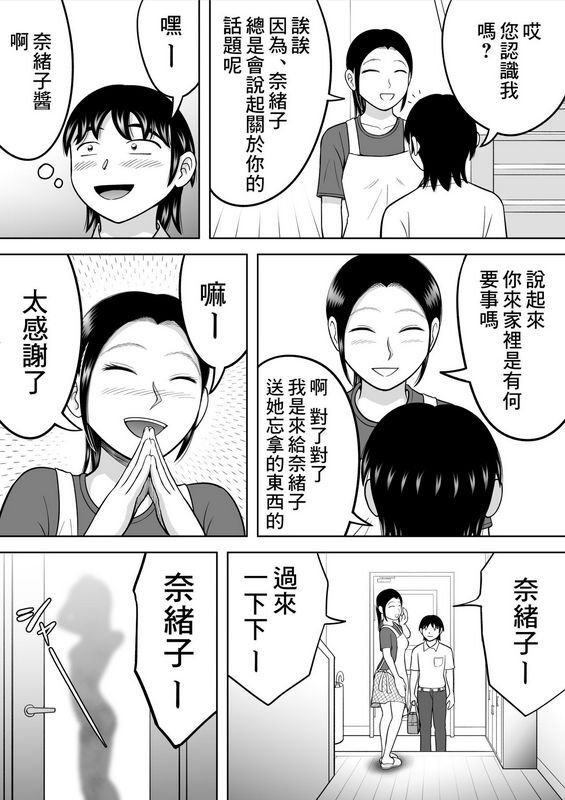 哎
您認識我
嗎?
誒誒
因為、奈緒子
總是會說起關於你的
話題呢
嘿ー
奈緒子醬
啊
說起來
你來家裡是有何
要事嗎
啊 對了對了
我是來給奈緒子
送她忘拿的東西的
嘛ー
太感謝了
奈緒子ー
過來
一下下ー
奈緒子ー
シャー